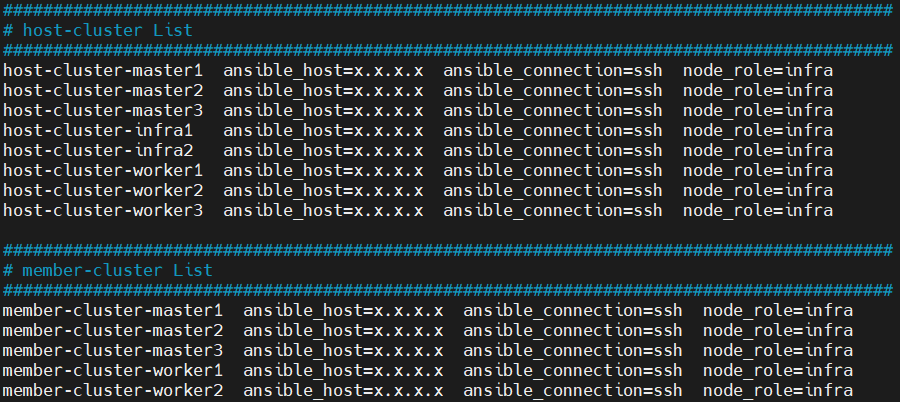 #########################################################################################
# host-cluster List
#########################################################################################
host-cluster-master1  ansible_host=x.x.x.x  ansible_connection=ssh  node_role=infra
host-cluster-master2  ansible_host=x.x.x.x  ansible_connection=ssh  node_role=infra
host-cluster-master3  ansible_host=x.x.x.x  ansible_connection=ssh  node_role=infra
host-cluster-infra1   ansible_host=x.x.x.x  ansible_connection=ssh  node_role=infra
host-cluster-infra2   ansible_host=x.x.x.x  ansible_connection=ssh  node_role=infra
host-cluster-worker1  ansible_host=x.x.x.x  ansible_connection=ssh  node_role=infra
host-cluster-worker2  ansible_host=x.x.x.x  ansible_connection=ssh  node_role=infra
host-cluster-worker3  ansible_host=x.x.x.x  ansible_connection=ssh  node_role=infra

#########################################################################################
# member-cluster List
#########################################################################################
member-cluster-master1  ansible_host=x.x.x.x  ansible_connection=ssh  node_role=infra
member-cluster-master2  ansible_host=x.x.x.x  ansible_connection=ssh  node_role=infra
member-cluster-master3  ansible_host=x.x.x.x  ansible_connection=ssh  node_role=infra
member-cluster-worker1  ansible_host=x.x.x.x  ansible_connection=ssh  node_role=infra
member-cluster-worker2  ansible_host=x.x.x.x  ansible_connection=ssh  node_role=infra